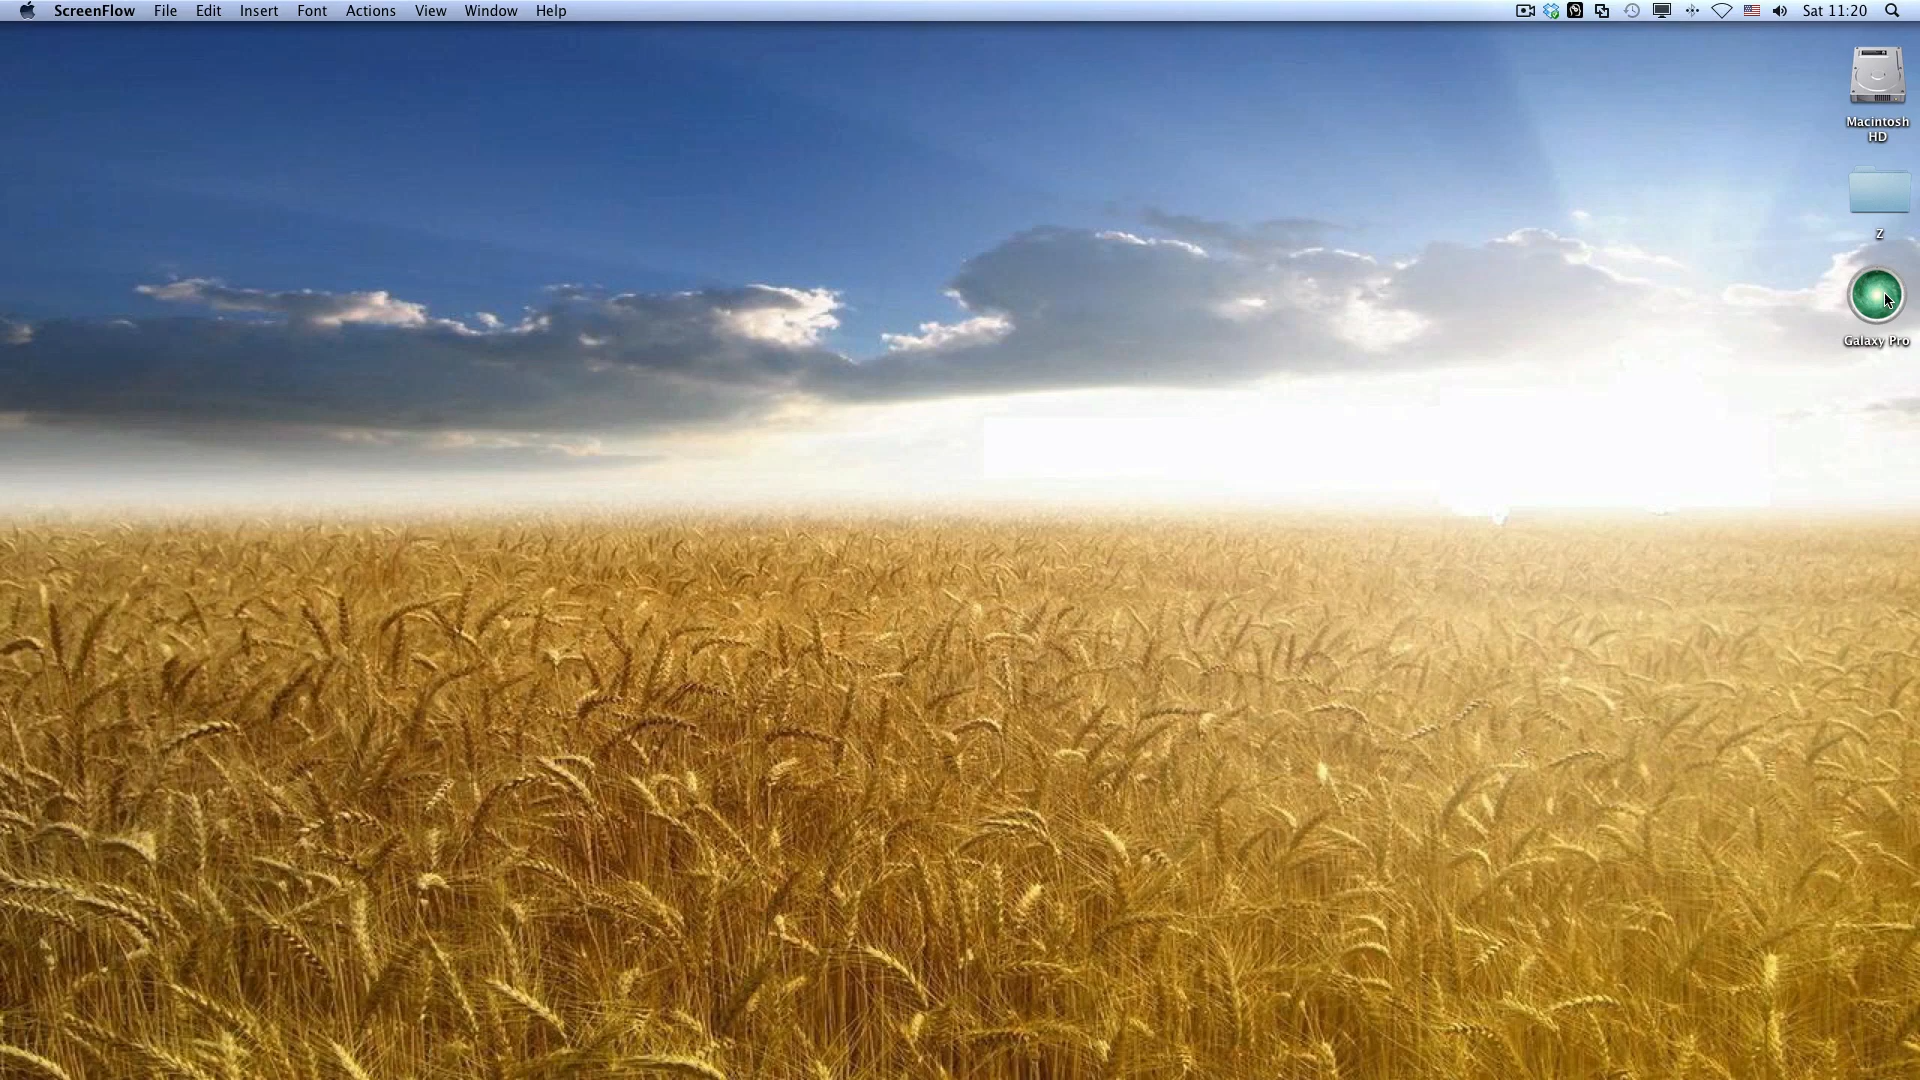 ScreenFlow File Edit Insert Font Actions View Window Help Sat 11:20
Macintosh
HD
Z
Galaxy Pro